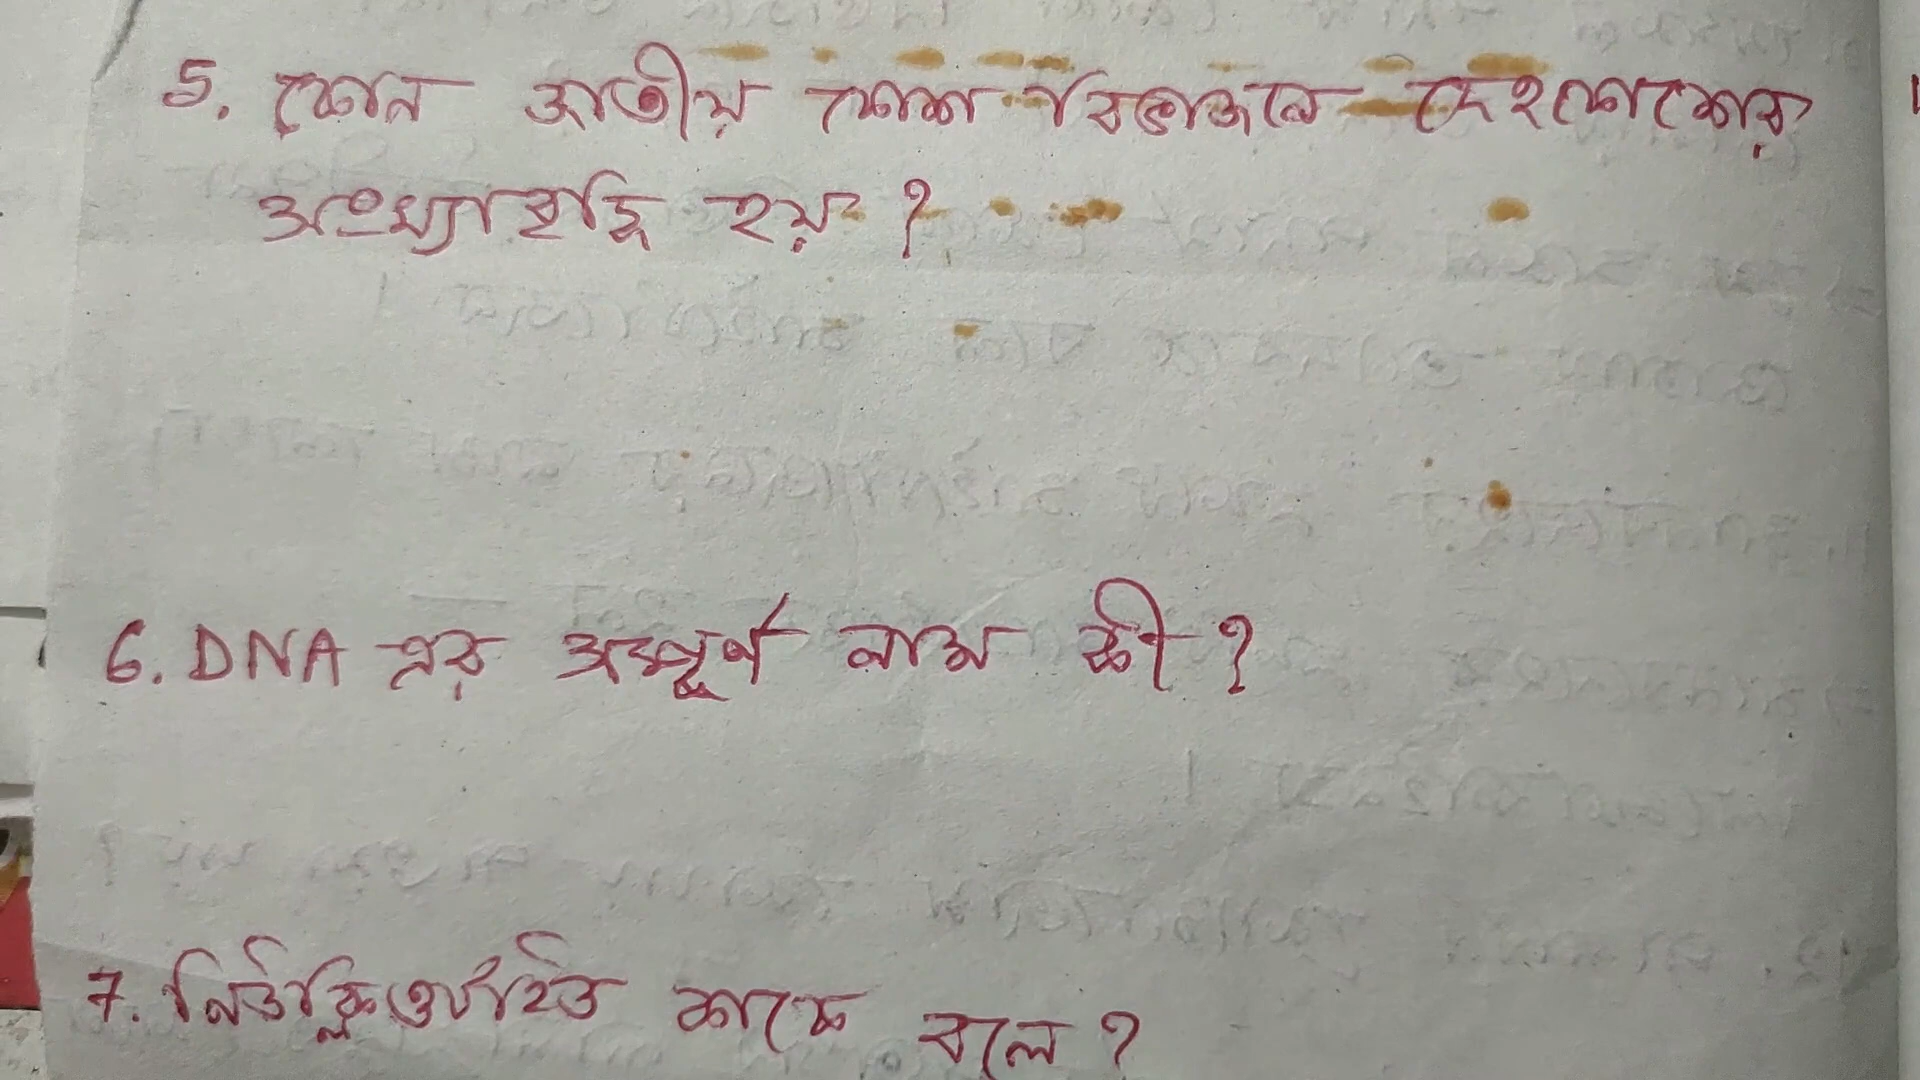 5. কোন জাতীয় কোশ বিভাজনে দেহকোশের
সংখ্যাবৃদ্ধি হয়?
6. DNA এর সম্পূর্ণ নাম কী?
7. নিউক্লিওটাইড কাকে বলে?